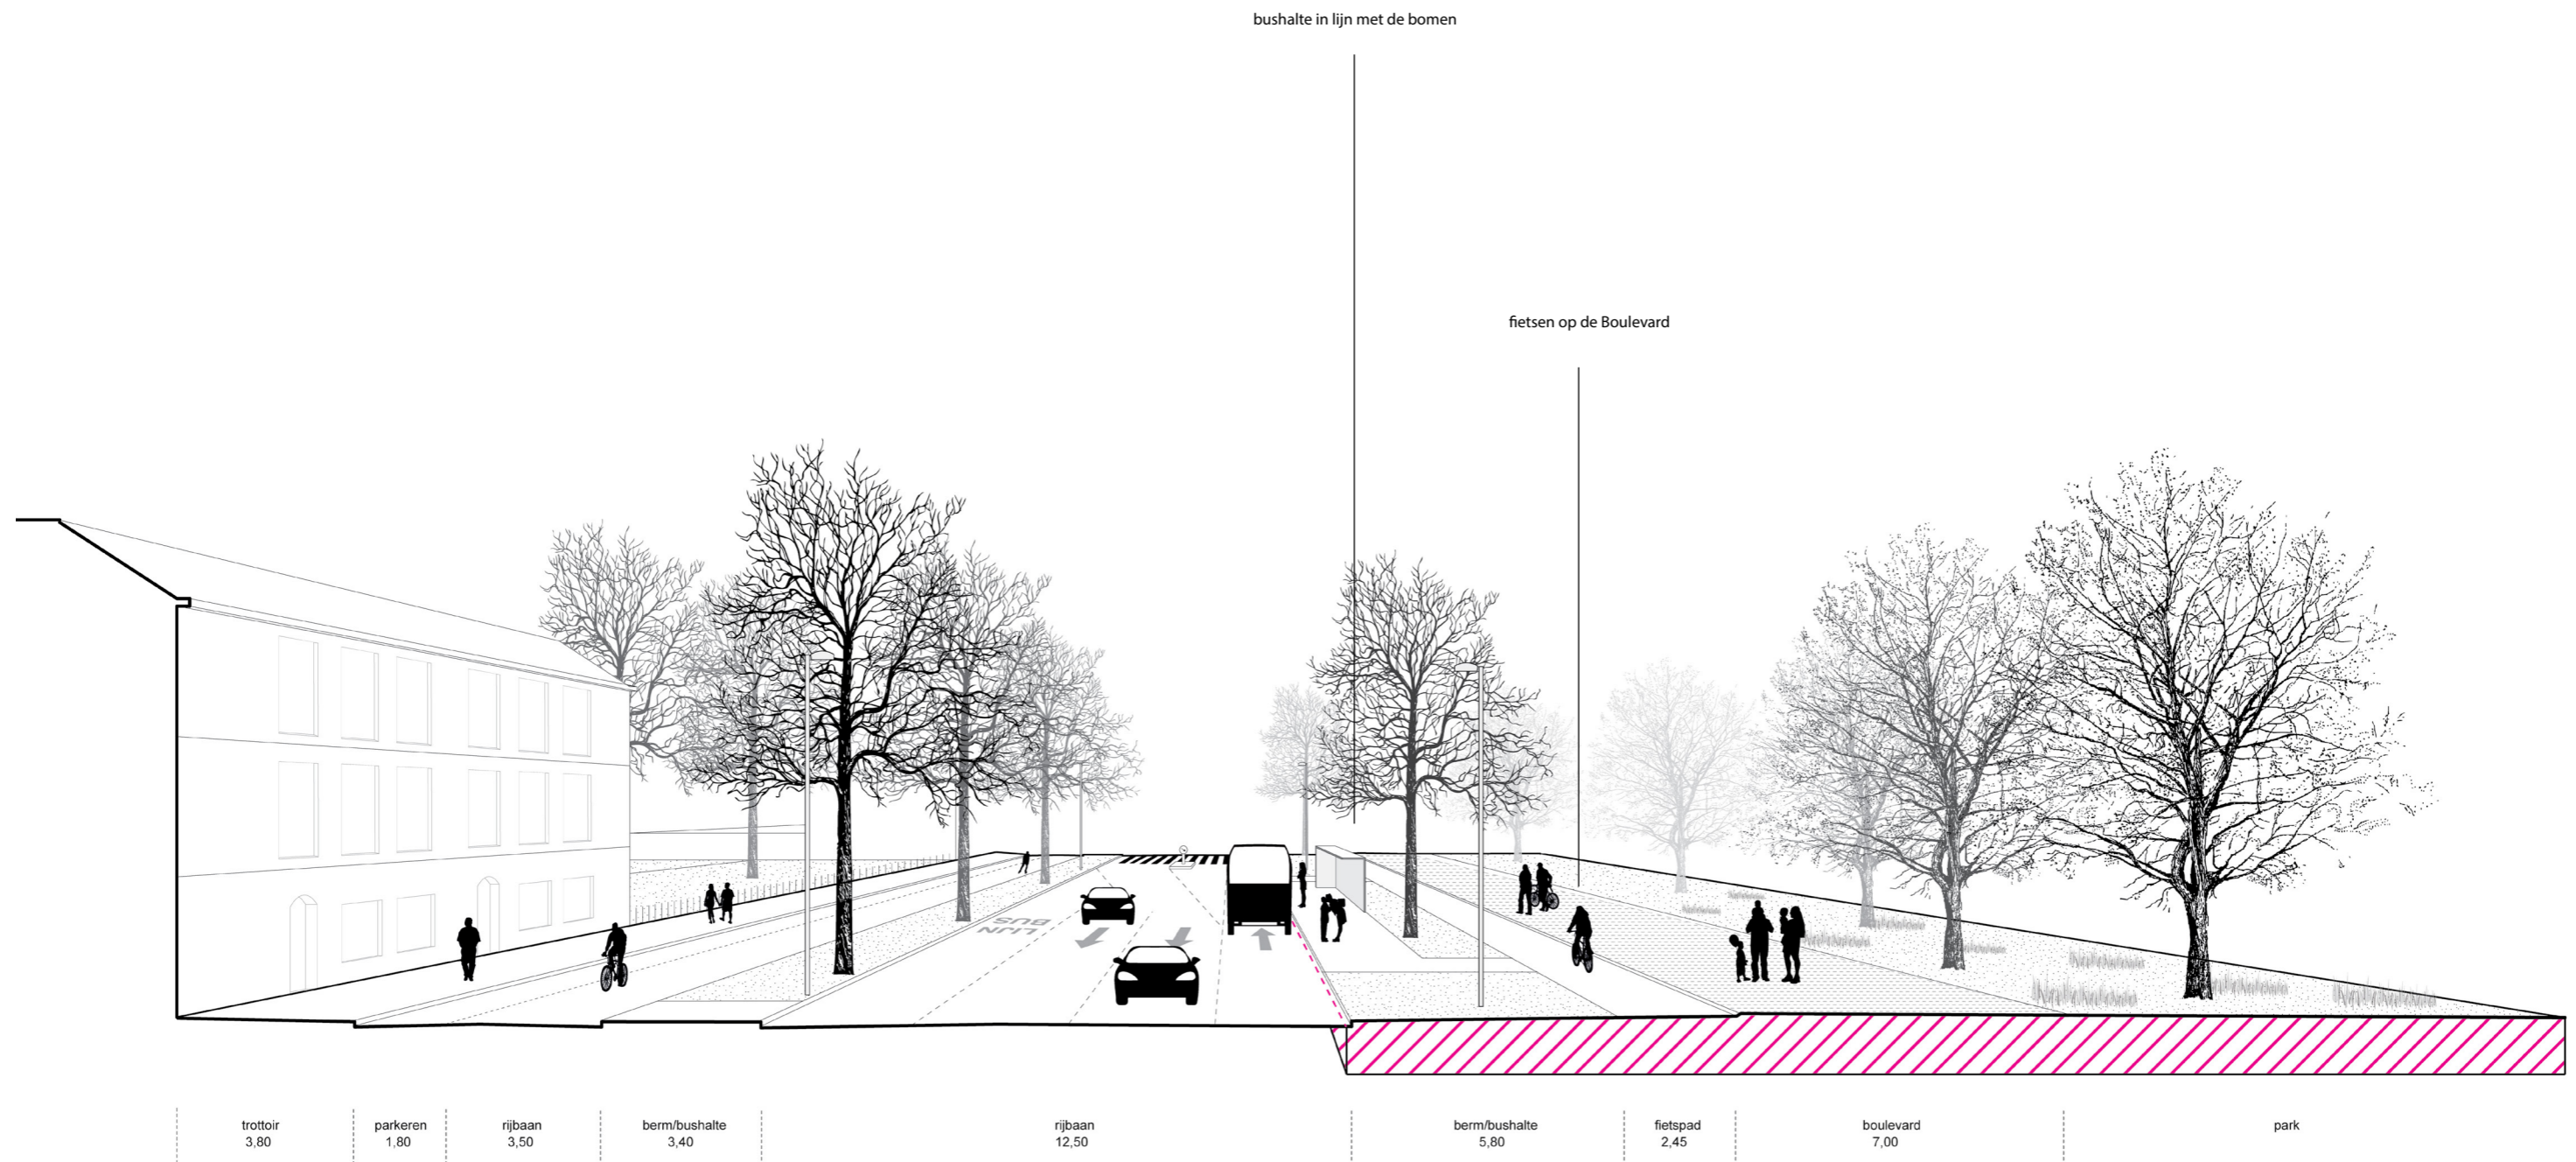 bushalte in lijn met de bomen
fietsen op de Boulevard
LIJN
BUS
trottoir
3,80
parkeren
1,80
rijbaan
3,50
berm/bushalte
3,40
rijbaan
12,50
berm/bushalte
5,80
fietspad
2,45
boulevard
7,00
park